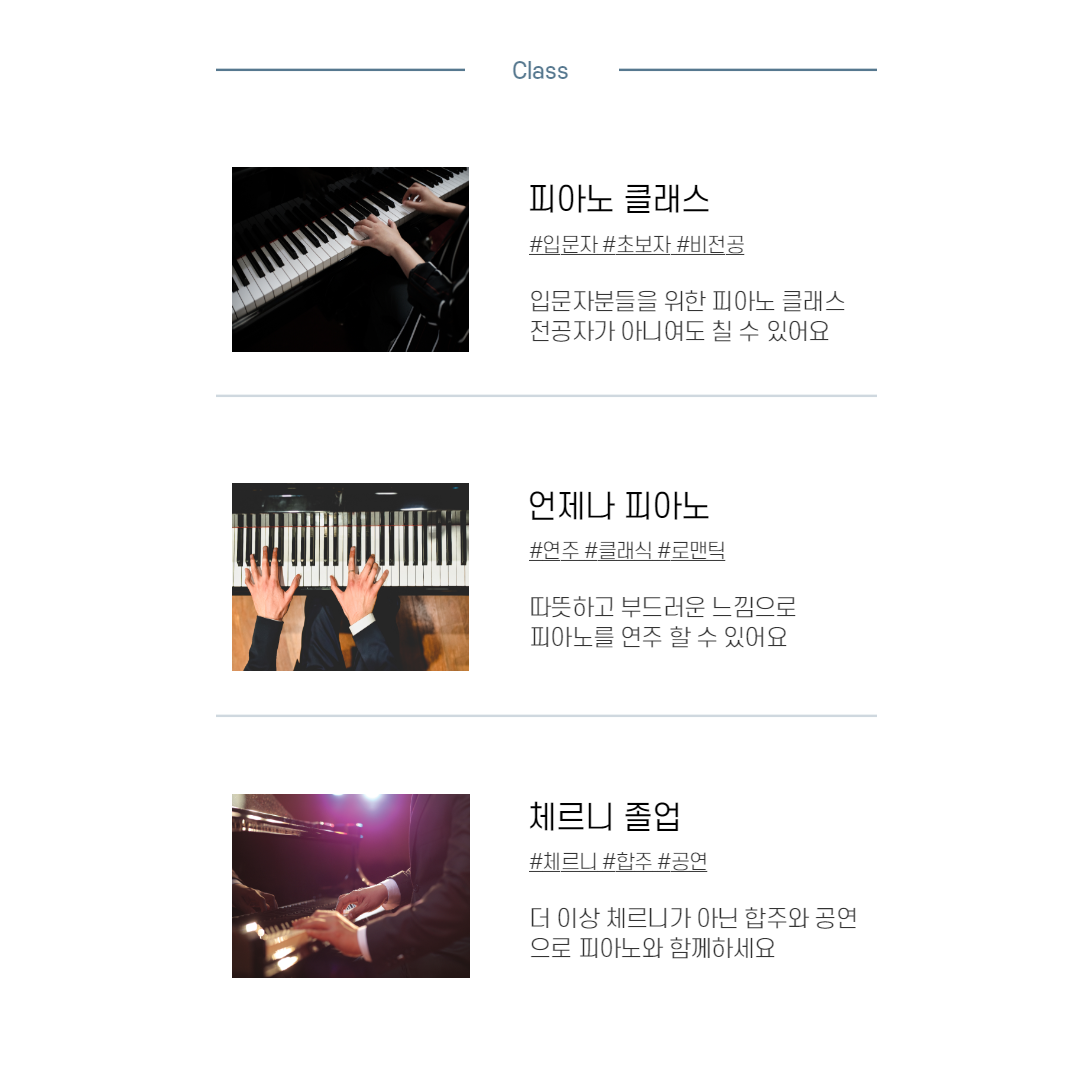 Class
피아노 클래스
#입문자 #초보자 #비전공
입문자분들을 위한 피아노 클래스
전공자가 아니여도 칠 수 있어요
언제나 피아노
#연주 #클래식 #로맨틱
따뜻하고 부드러운 느낌으로
피아노를 연주 할 수 있어요
체르니 졸업
#체르니 #합주 #공연
더 이상 체르니가 아닌 합주와 공연
으로 피아노와 함께하세요